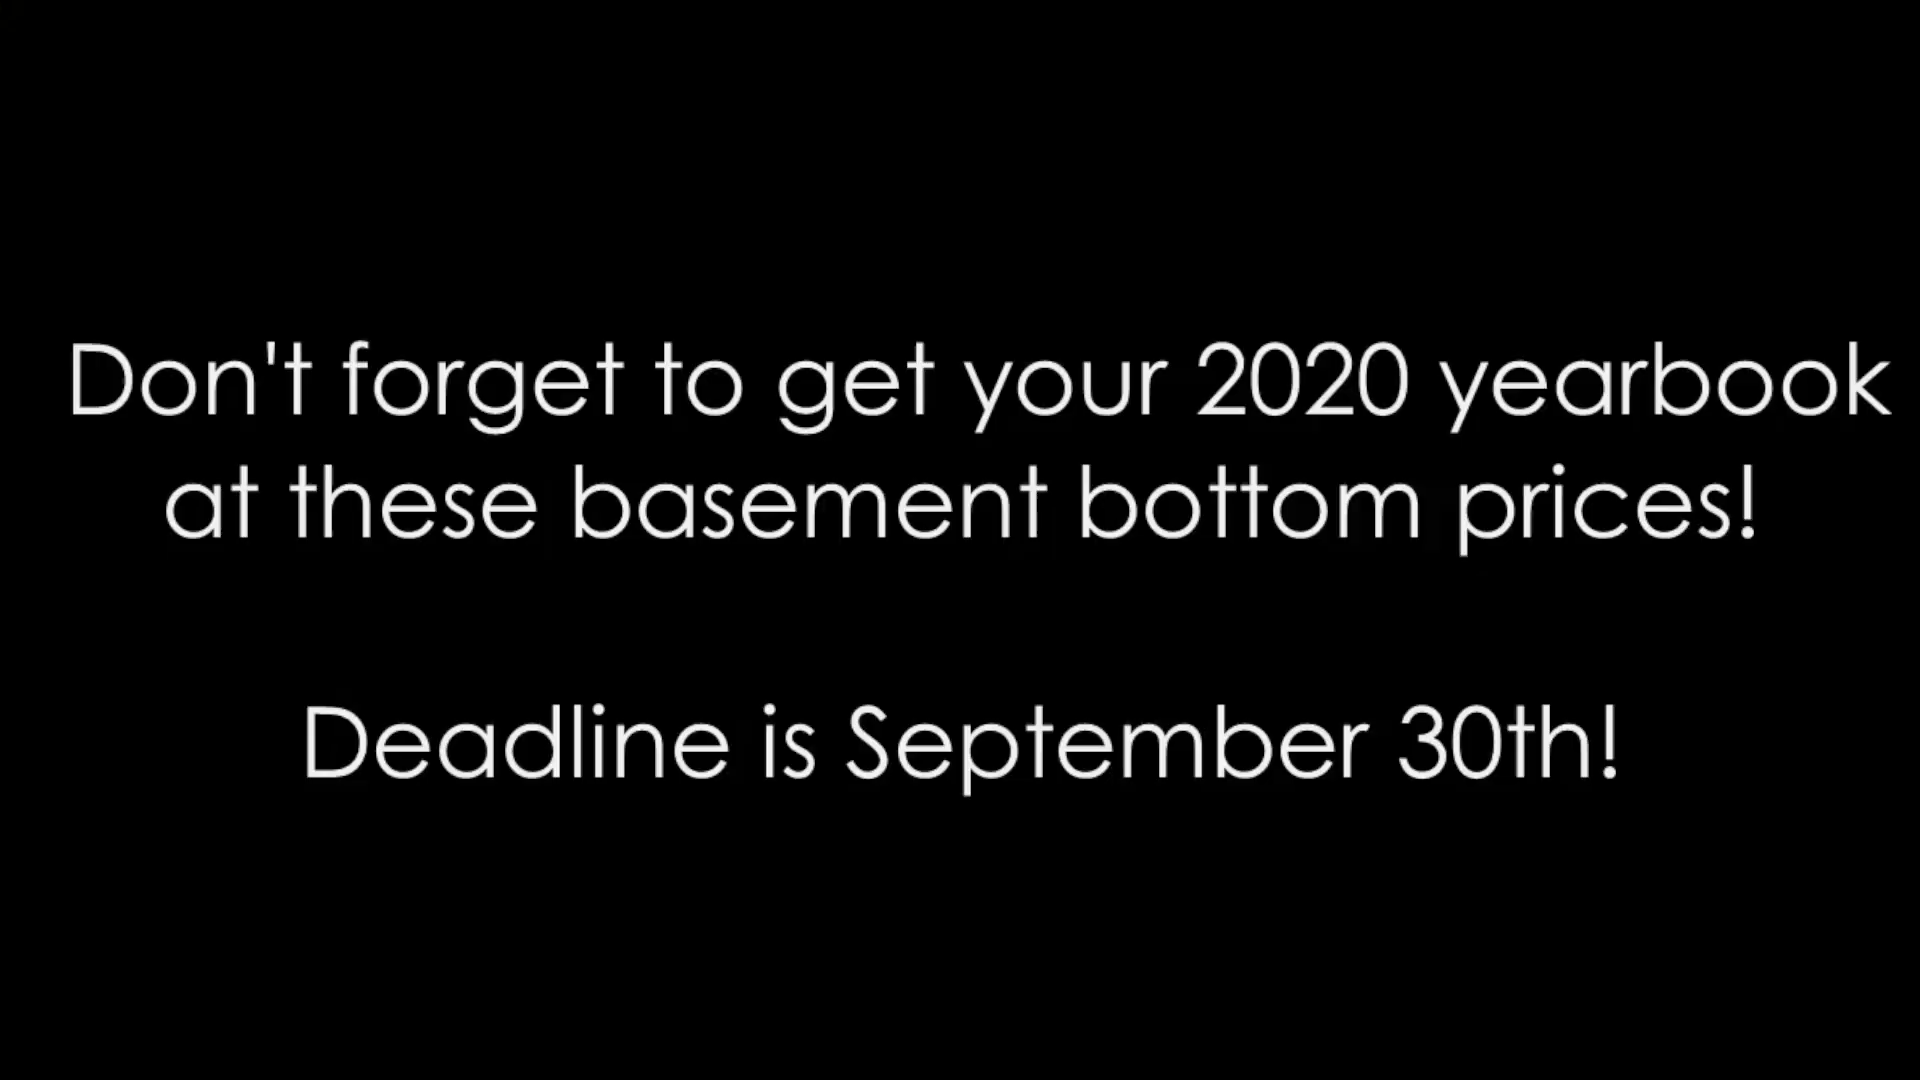 Don't forget to get your 2020 yearbook
at these basement bottom prices!
Deadline is September 30th!